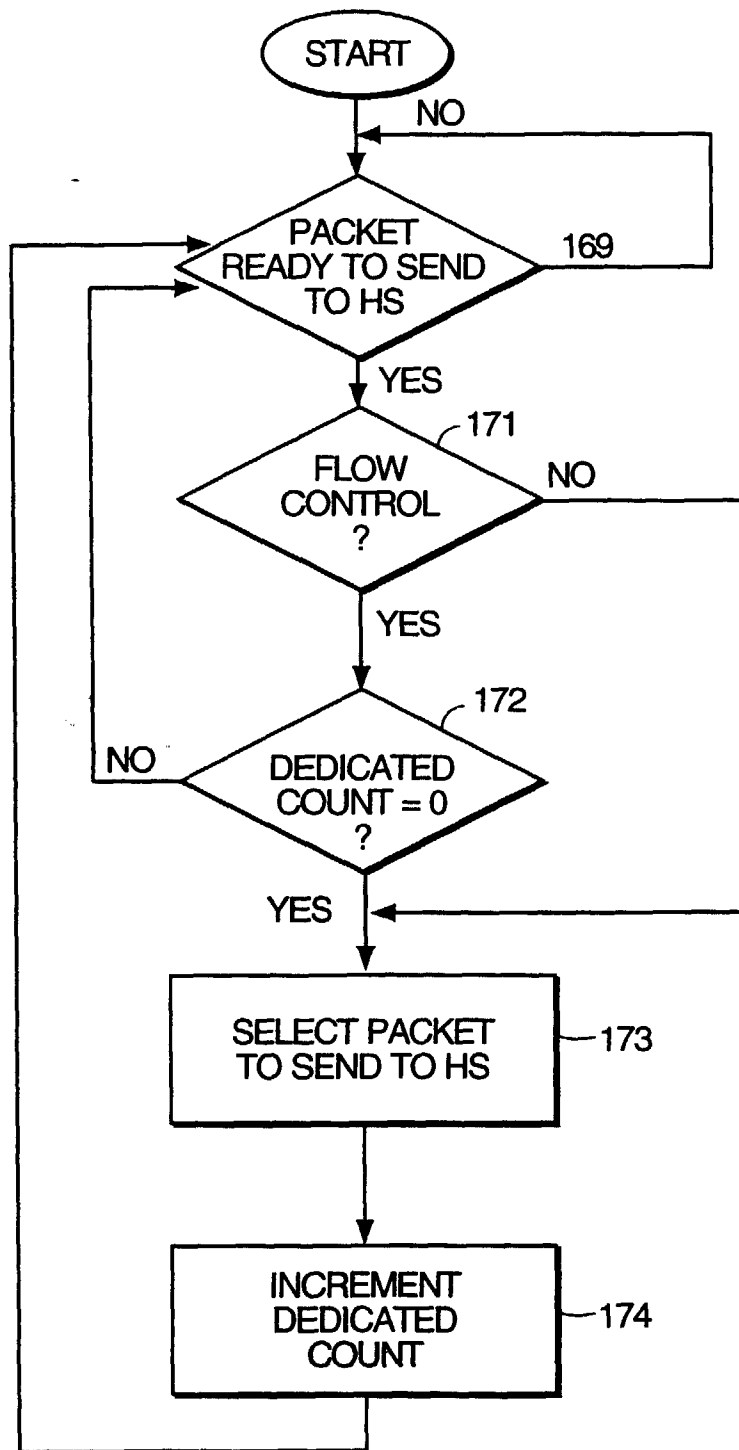 START
NO
PACKET
READY TO SEND
TO HS
169
YES
171
FLOW
CONTROL
?
NO
YES
172
DEDICATED
COUNT = 0
?
NO
YES
SELECT PACKET
TO SEND TO HS
173
INCREMENT
DEDICATED
COUNT
174